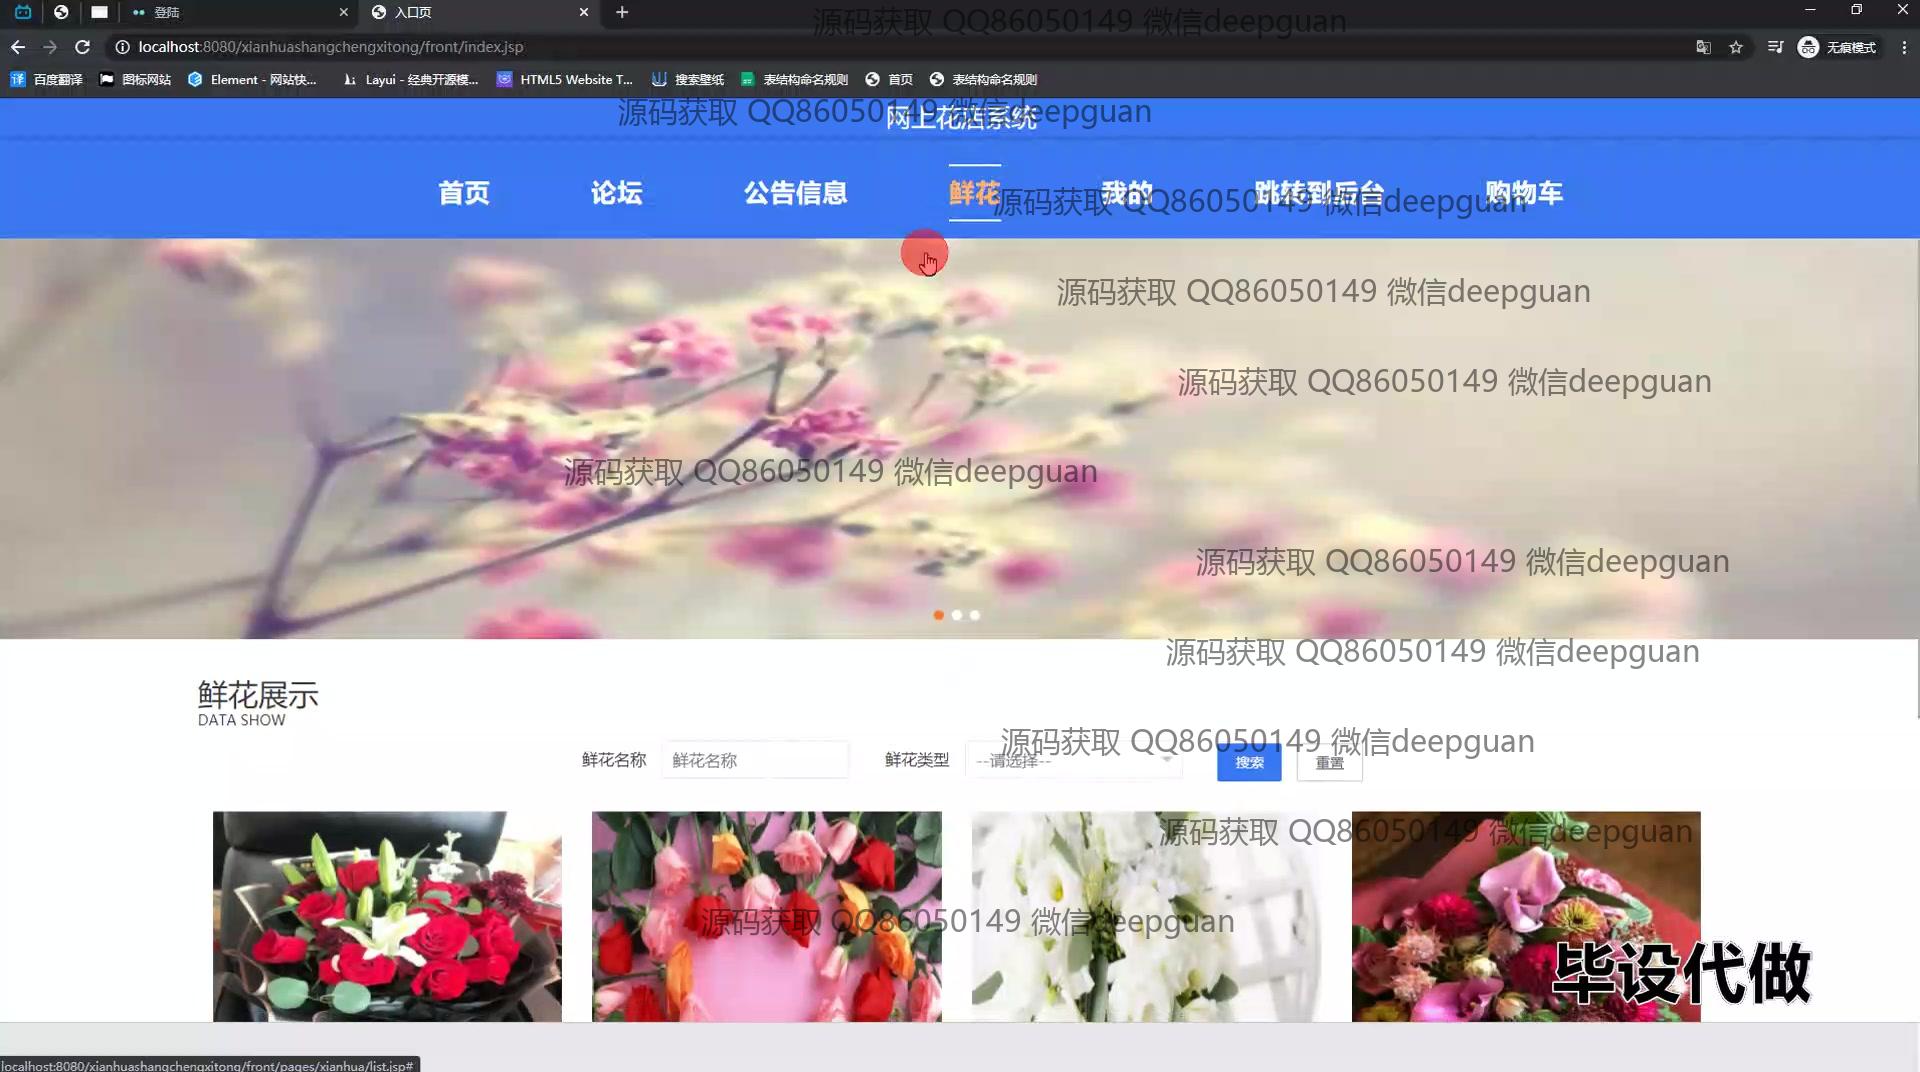 登陆
入口页
源码获取 QQ86050149 微信deepguan
localhost:8080/xianhuashangchengxitong/front/index.jsp
无痕模式
百度翻译
图标网站
Element - 网站快...
Layui - 经典开源模...
HTML5 Website T...
搜索壁纸
表结构命名规则
首页
表结构命名规则
网上花店系统
源码获取 QQ86050149 微信deepguan
首页
论坛
公告信息
鲜花
我的
跳转到后台
购物车
源码获取 QQ86050149 微信deepguan
源码获取 QQ86050149 微信deepguan
源码获取 QQ86050149 微信deepguan
源码获取 QQ86050149 微信deepguan
源码获取 QQ86050149 微信deepguan
源码获取 QQ86050149 微信deepguan
鲜花展示
DATA SHOW
源码获取 QQ86050149 微信deepguan
鲜花名称
鲜花名称
鲜花类型
--请选择--
搜索
重置
源码获取 QQ86050149 微信deepguan
源码获取 QQ86050149 微信deepguan
毕设代做
localhost:8080/xianhuashangchengxitong/front/pages/xianhua/list.jsp#